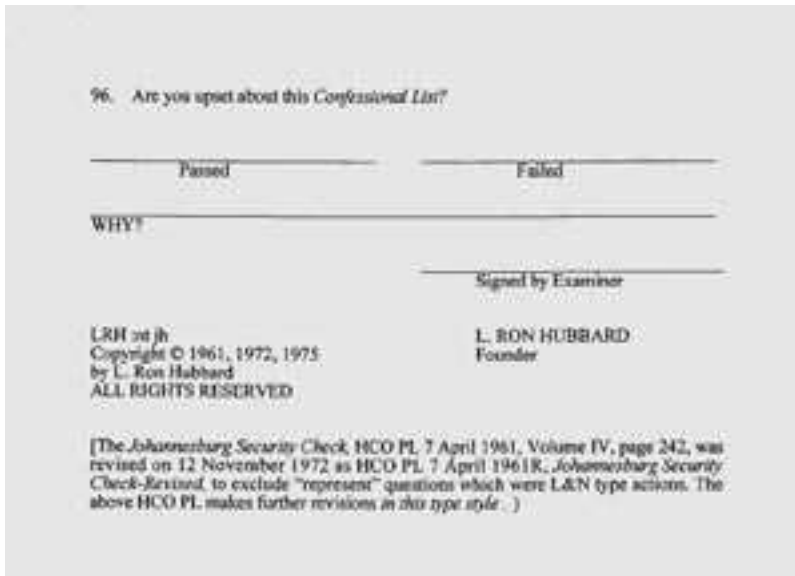 96. Are you upset about this Confessional List?
Passed Failed
WHY?
Signed by Examiner
LRH:nt:jh L. RON HUBBARD
Copyright © 1961, 1972, 1975 Founder
by L. Ron Hubbard
ALL RIGHTS RESERVED
[The Johannesburg Security Check, HCO PL 7 April 1961, Volume IV, page 242, was
revised on 12 November 1972 as HCO PL 7 April 1961R, Johannesburg Security
Check-Revised, to exclude "represent" questions which were L&N type actions. The
above HCO PL makes further revisions in this type style. ]